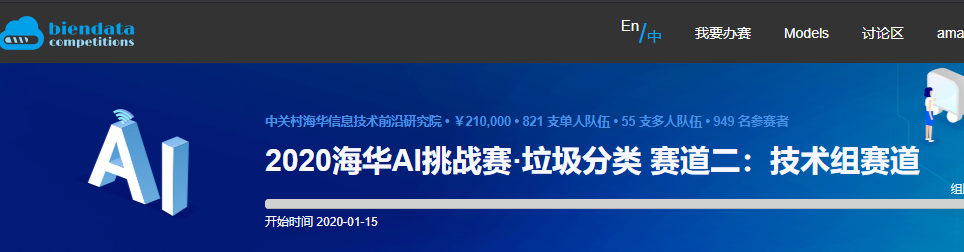 biendata
competitions
En/中
我要办赛
Models
讨论区
ama
AI
中关村海华信息技术前沿研究院 • ￥210,000 • 821 支单人队伍 • 55 支多人队伍 • 949 名参赛者
2020海华AI挑战赛·垃圾分类 赛道二：技术组赛道
组
开始时间 2020-01-15